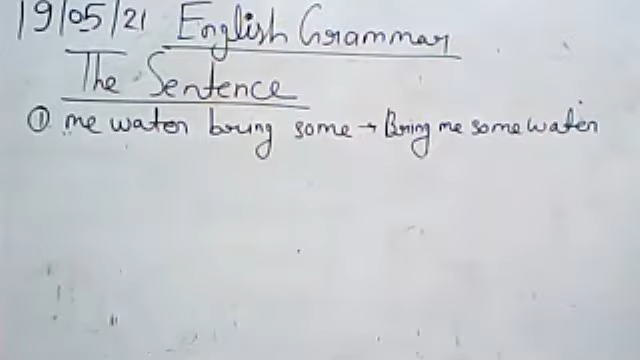 19/05/21 English Grammar
The Sentence
① me water bring some → Bring me some water